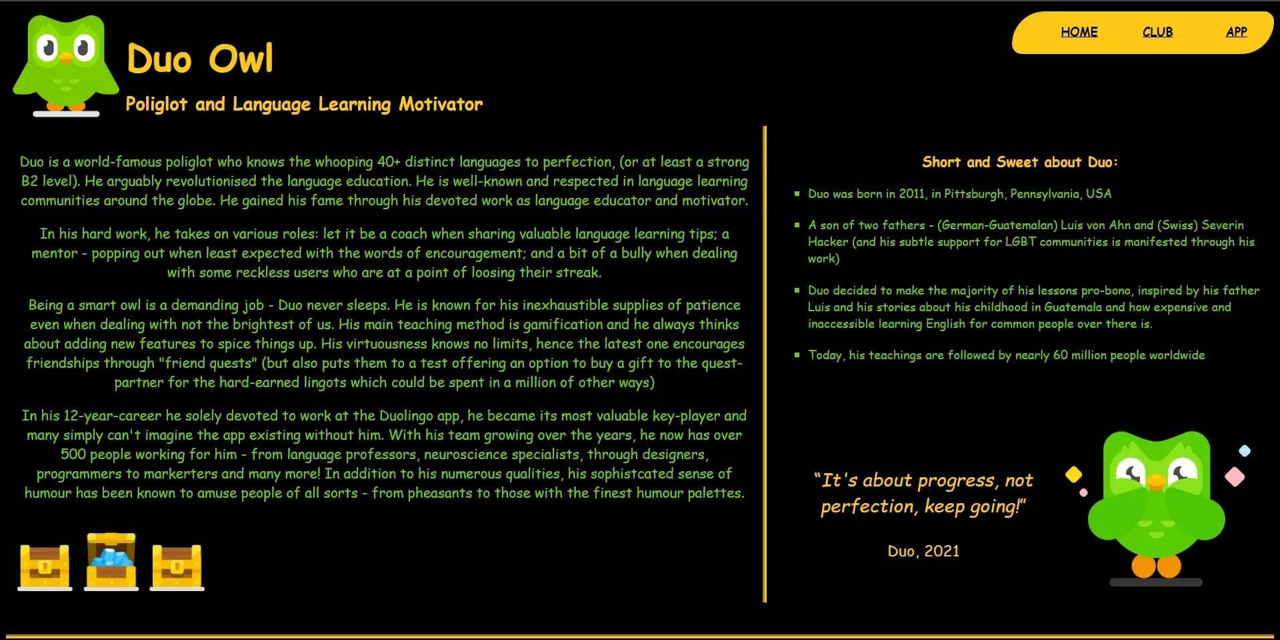 HOME CLUB APP
Duo Owl
Poliglot and Language Learning Motivator
Duo is a world-famous poliglot who knows the whooping 40+ distinct languages to perfection, (or at least a strong
B2 level). He arguably revolutionised the language education. He is well-known and respected in language learning
communities around the globe. He gained his fame through his devoted work as language educator and motivator.
In his hard work, he takes on various roles: let it be a coach when sharing valuable language learning tips; a
mentor - popping out when least expected with the words of encouragement; and a bit of a bully when dealing
with some reckless users who are at a point of loosing their streak.
Being a smart owl is a demanding job - Duo never sleeps. He is known for his inexhaustible supplies of patience
even when dealing with not the brightest of us. His main teaching method is gamification and he always thinks
about adding new features to spice things up. His virtuousness knows no limits, hence the latest one encourages
friendships through "friend quests" (but also puts them to a test offering an option to buy a gift to the quest-
partner for the hard-earned lingots which could be spent in a million of other ways)
In his 12-year-career he solely devoted to work at the Duolingo app, he became its most valuable key-player and
many simply can't imagine the app existing without him. With his team growing over the years, he now has over
500 people working for him - from language professors, neuroscience specialists, through designers,
programmers to markerters and many more! In addition to his numerous qualities, his sophistcated sense of
humour has been known to amuse people of all sorts - from pheasants to those with the finest humour palettes.
Short and Sweet about Duo:
Duo was born in 2011, in Pittsburgh, Pennsylvania, USA
A son of two fathers - (German-Guatemalan) Luis von Ahn and (Swiss) Severin
Hacker (and his subtle support for LGBT communities is manifested through his
work)
Duo decided to make the majority of his lessons pro-bono, inspired by his father
Luis and his stories about his childhood in Guatemala and how expensive and
inaccessible learning English for common people over there is.
Today, his teachings are followed by nearly 60 million people worldwide
“It's about progress, not
perfection, keep going!”
Duo, 2021